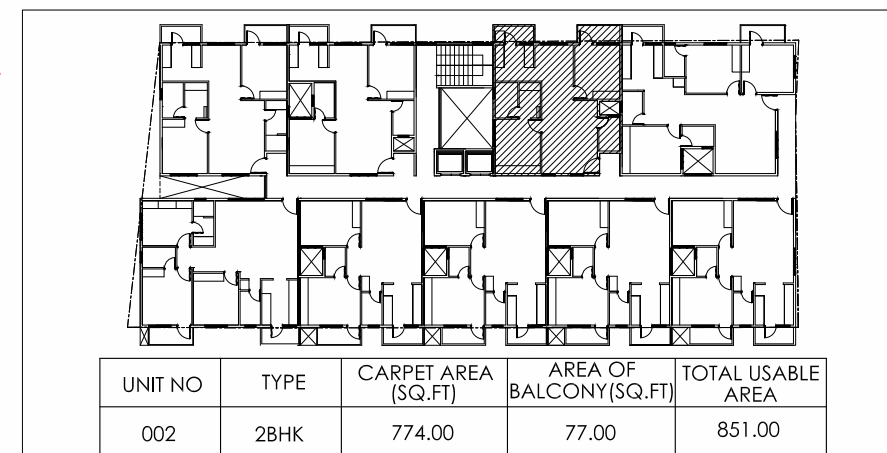 UNIT NO TYPE CARPET AREA (SQ.FT) AREA OF BALCONY(SQ.FT) TOTAL USABLE AREA
002 2BHK 774.00 77.00 851.00